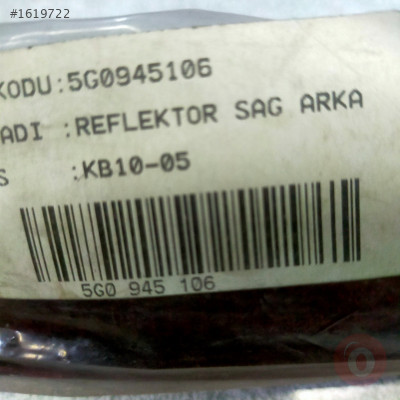 #1619722
KODU:5G0945106
ADI :REFLEKTOR SAG ARKA
S :KB10-05
5G0 945 106